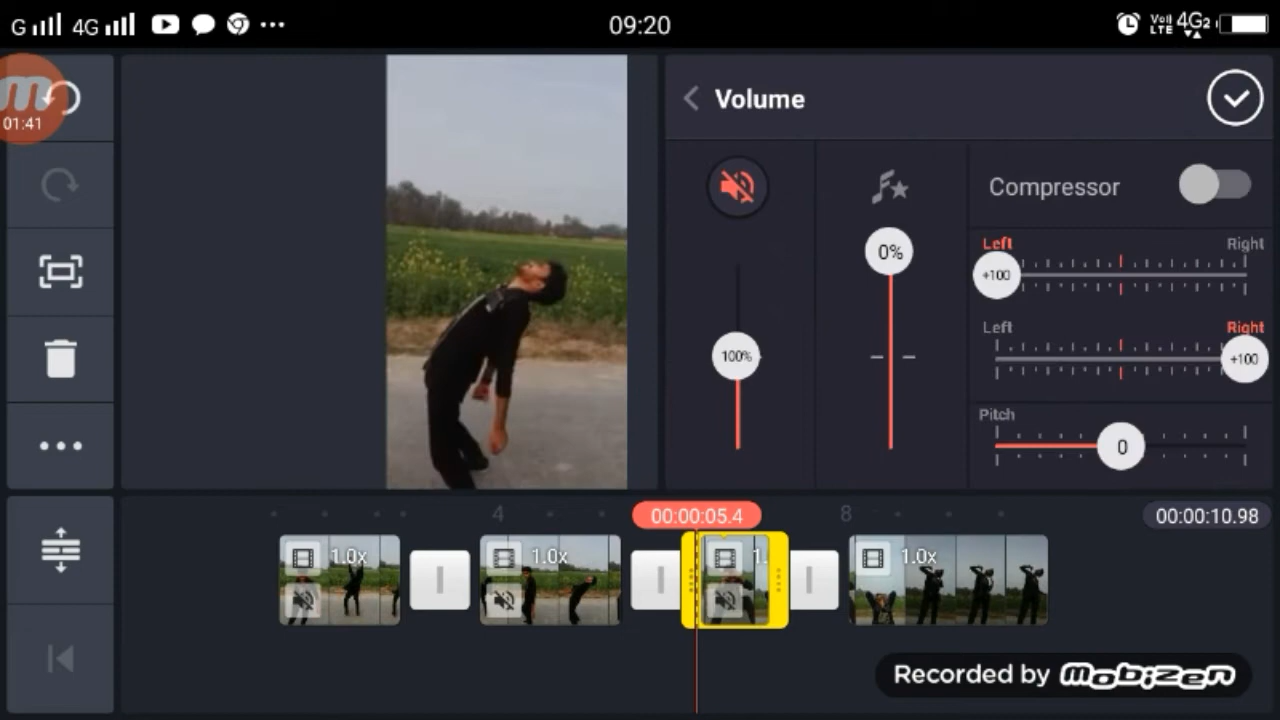 G 4G 09:20 VoLTE 4G2
m
01:41
Volume
Compressor
Left Right
+100
0%
Left Right
+100
100%
Pitch
0
4 00:00:05.4 8 00:00:10.98
1.0x 1.0x 1. 1.0x
Recorded by mobizen